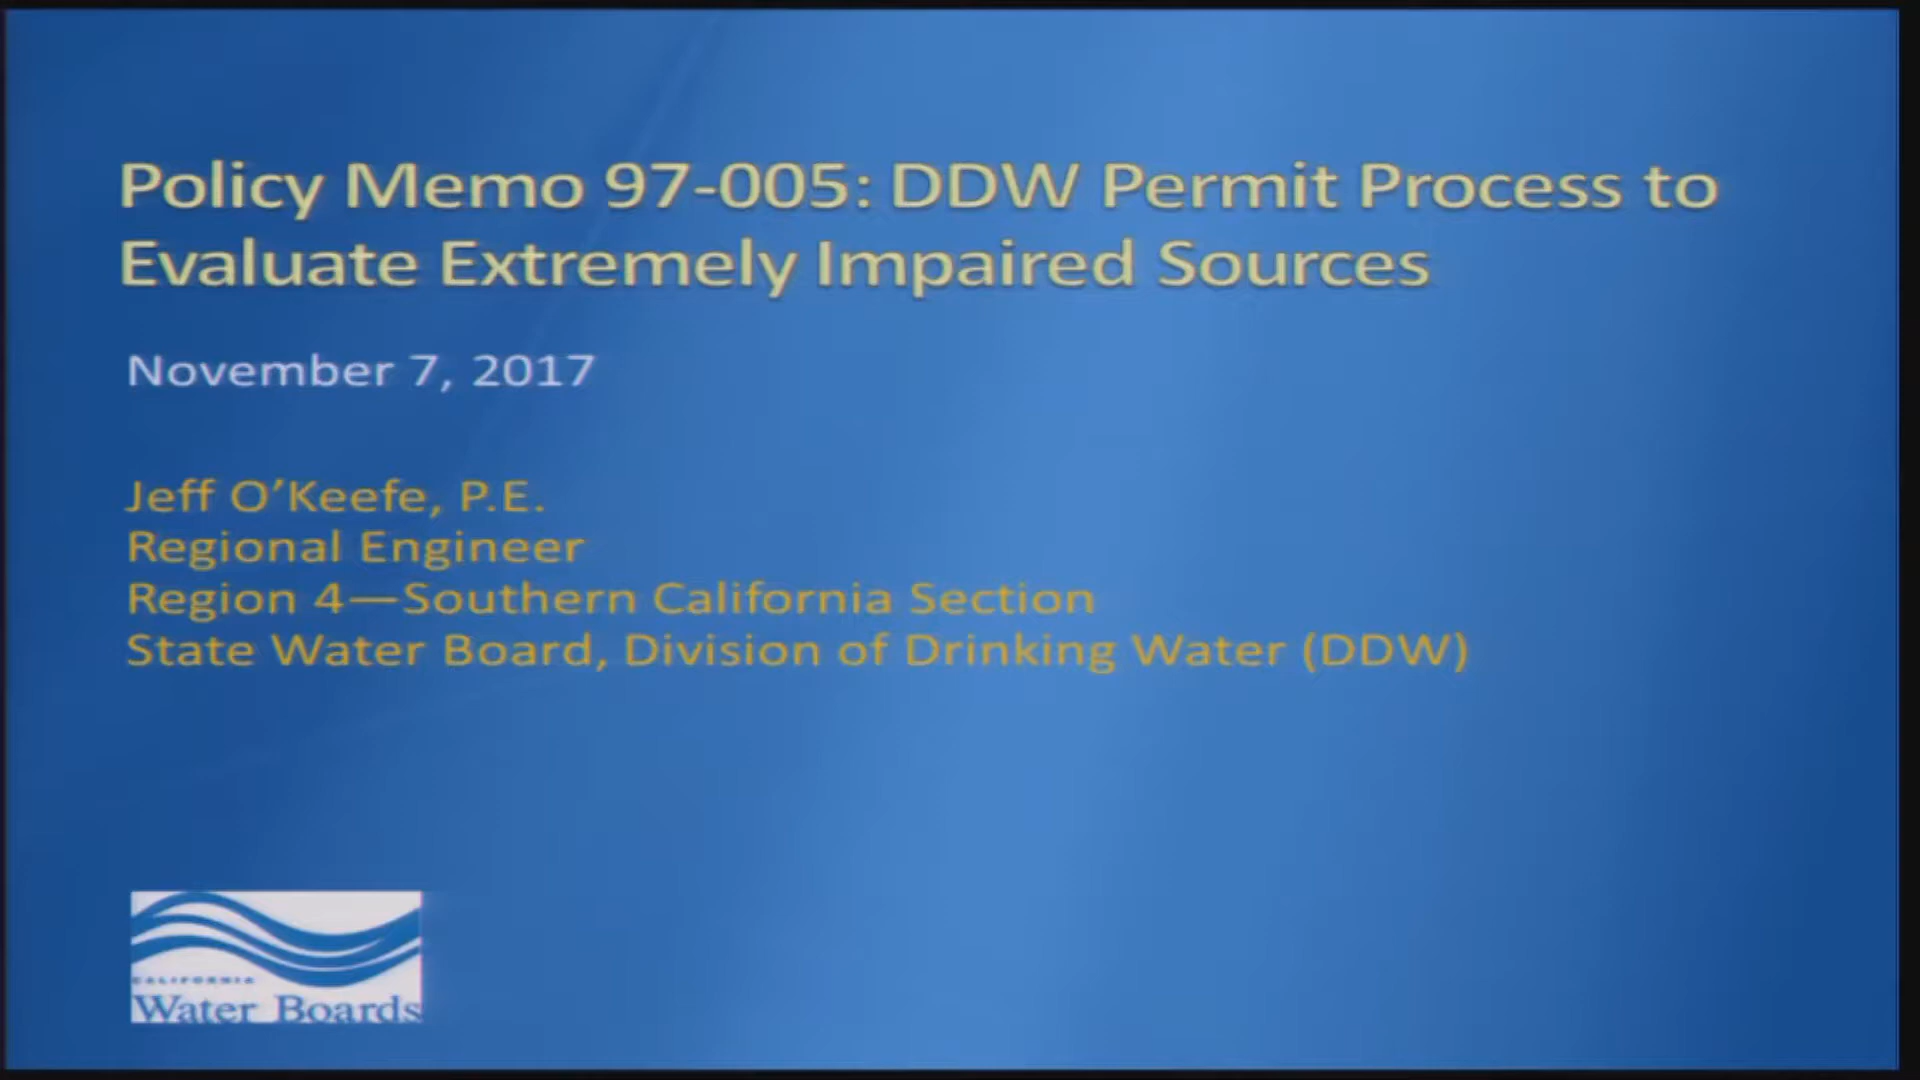 Policy Memo 97-005: DDW Permit Process to
Evaluate Extremely Impaired Sources
November 7, 2017
Jeff O’Keefe, P.E.
Regional Engineer
Region 4—Southern California Section
State Water Board, Division of Drinking Water (DDW)
CALIFORNIA
Water Boards